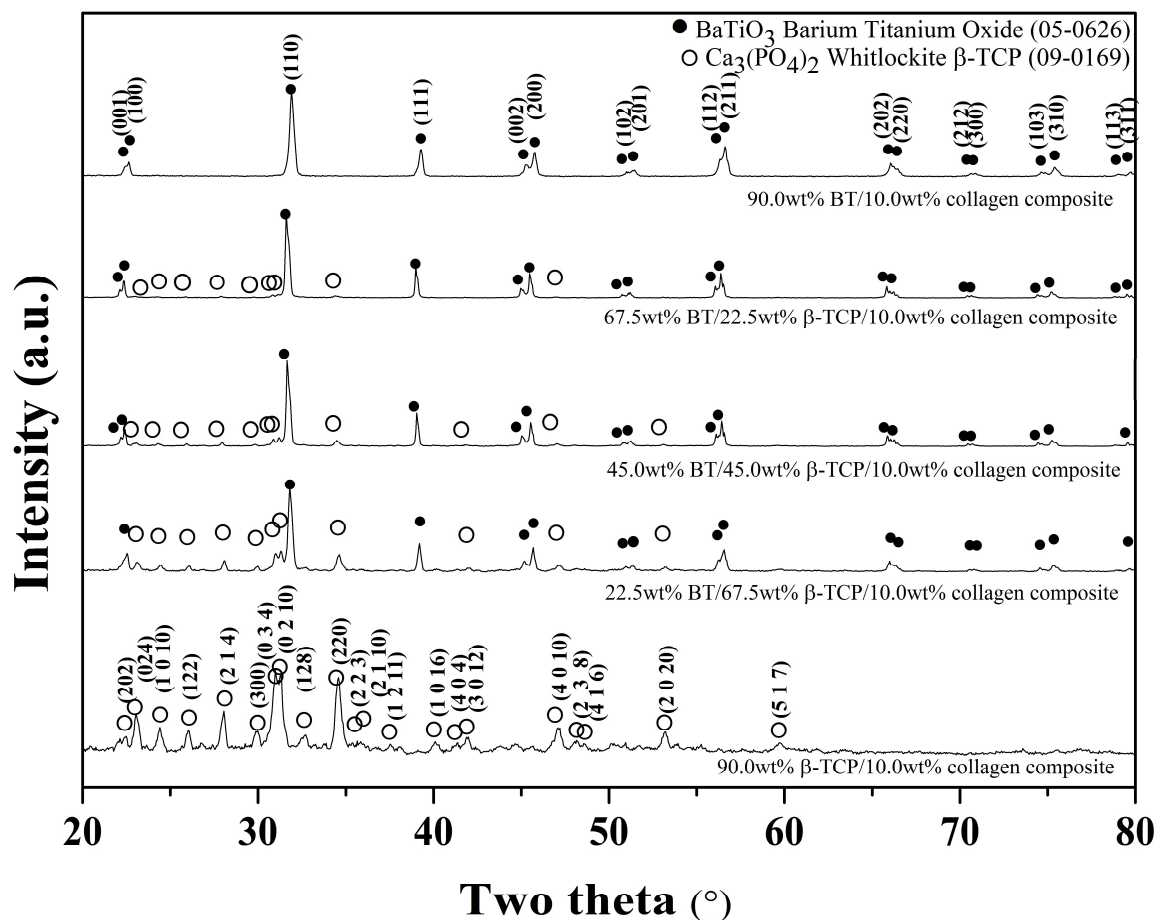 ● BaTiO3 Barium Titanium Oxide (05-0626)
○ Ca3(PO4)2 Whitlockite β-TCP (09-0169)
(001)
(100)
(110)
(111)
(002)
(200)
(102)
(201)
(112)
(211)
(202)
(220)
(212)
(300)
(103)
(310)
(113)
(311)
90.0wt% BT/10.0wt% collagen composite
67.5wt% BT/22.5wt% β-TCP/10.0wt% collagen composite
45.0wt% BT/45.0wt% β-TCP/10.0wt% collagen composite
22.5wt% BT/67.5wt% β-TCP/10.0wt% collagen composite
(202)
(024)
(1 0 10)
(122)
(2 1 4)
(300)
(0 3 4)
(0 2 10)
(128)
(220)
(2 2 3)
(2 1 10)
(1 2 11)
(1 0 16)
(4 0 4)
(3 0 12)
(4 0 10)
(2 3 8)
(4 1 6)
(2 0 20)
(5 1 7)
90.0wt% β-TCP/10.0wt% collagen composite
Intensity (a.u.)
20 30 40 50 60 70 80
Two theta (°)